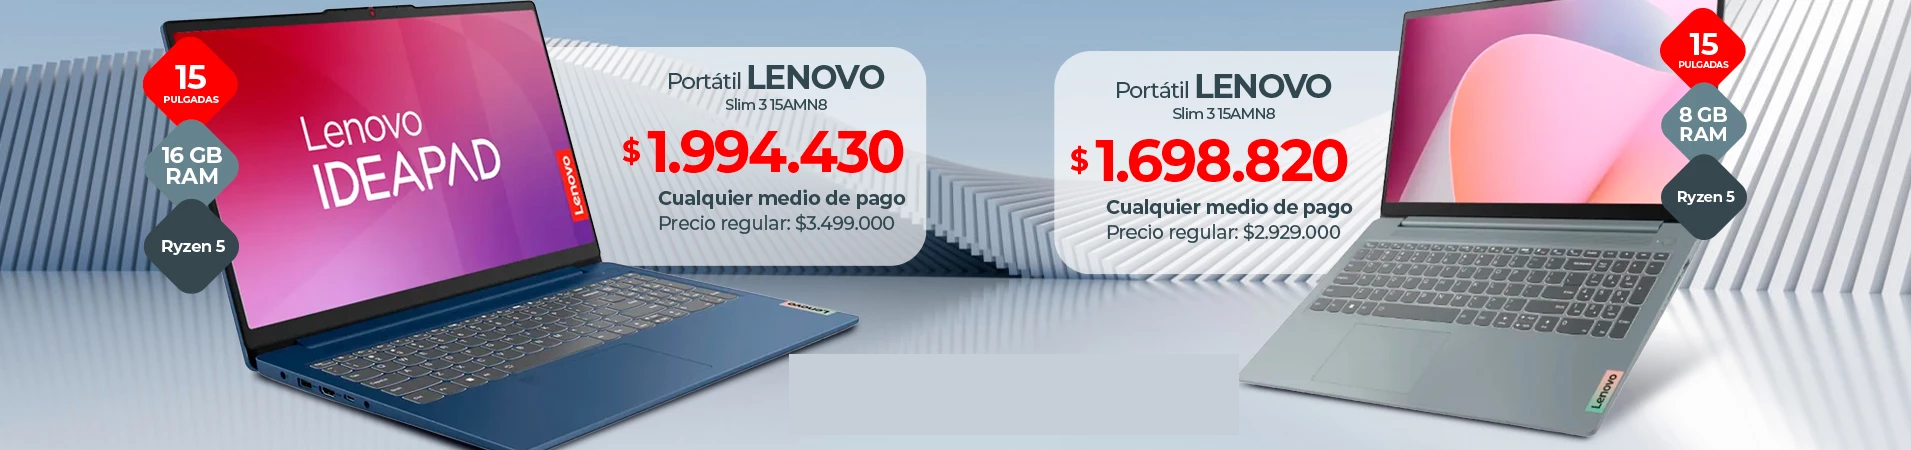 15
PULGADAS
16 GB
RAM
Ryzen 5
Lenovo
IDEAPAD
Lenovo
Lenovo
Portátil LENOVO
Slim 3 15AMN8
$ 1.994.430
Cualquier medio de pago
Precio regular: $3.499.000
Portátil LENOVO
Slim 3 15AMN8
$ 1.698.820
Cualquier medio de pago
Precio regular: $2.929.000
15
PULGADAS
8 GB
RAM
Ryzen 5
Lenovo